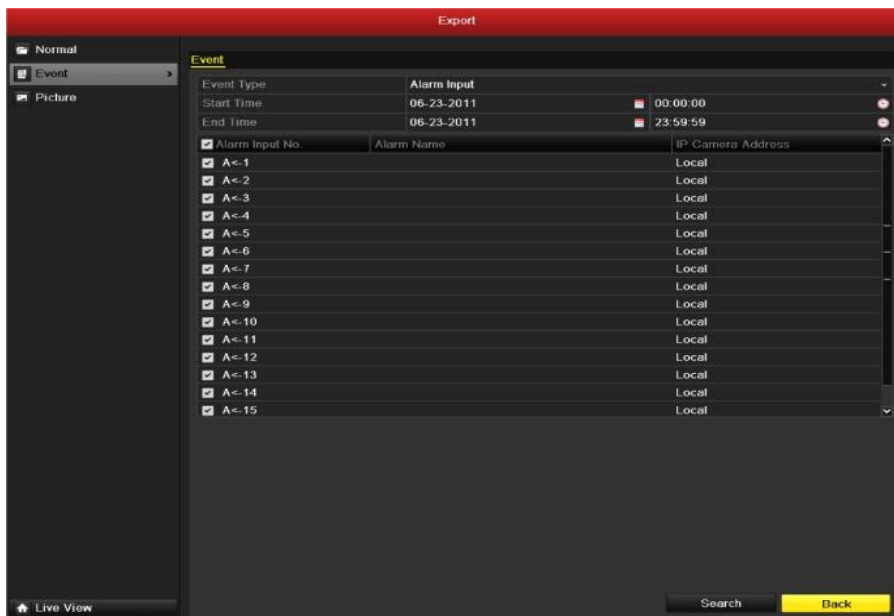 Export
Normal
Event
Picture
Event
Event Type Alarm Input
Start Time 06-23-2011 00:00:00
End Time 06-23-2011 23:59:59
Alarm Input No. Alarm Name IP Camera Address
A<-1 Local
A<-2 Local
A<-3 Local
A<-4 Local
A<-5 Local
A<-6 Local
A<-7 Local
A<-8 Local
A<-9 Local
A<-10 Local
A<-11 Local
A<-12 Local
A<-13 Local
A<-14 Local
A<-15 Local
Live View
Search Back